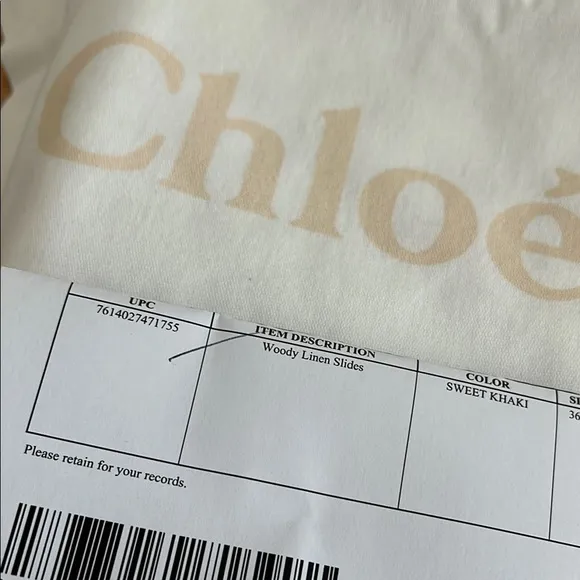 Chloé
UPC
7614027471755
ITEM DESCRIPTION
Woody Linen Slides
COLOR
SWEET KHAKI
36
Please retain for your records.